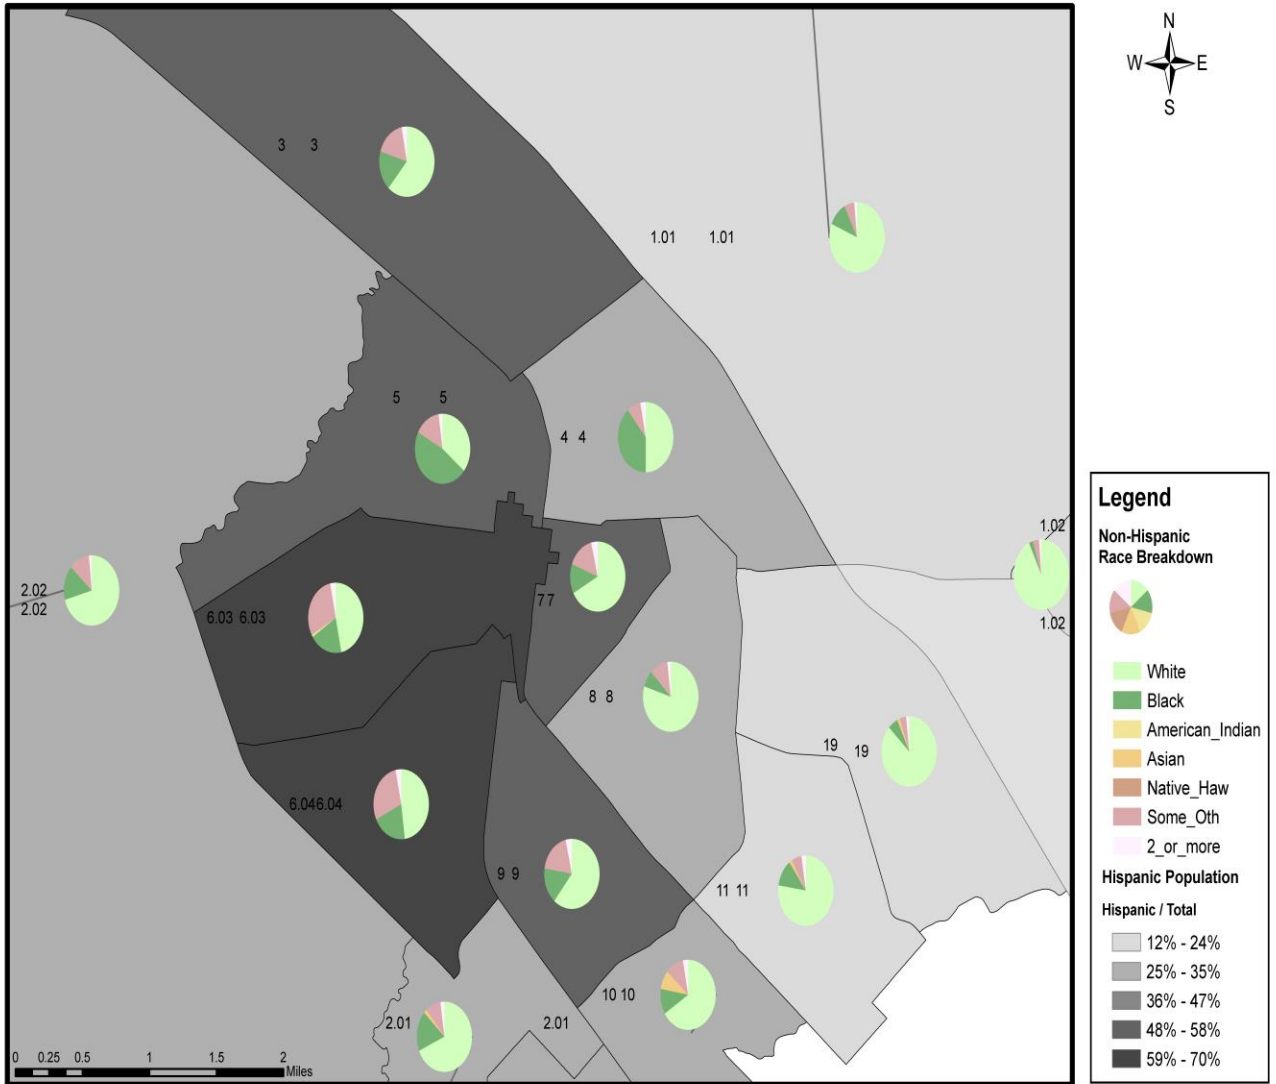 N
W E
S
3 3
1.01 1.01
5 5
4 4
1.02
2.02
2.02
6.03 6.03
7 7
1.02
8 8
19 19
6.04 6.04
9 9
11 11
10 10
2.01 2.01
0 0.25 0.5 1 1.5 2
Miles
Legend
Non-Hispanic
Race Breakdown
White
Black
American_Indian
Asian
Native_Haw
Some_Oth
2_or_more
Hispanic Population
Hispanic / Total
12% - 24%
25% - 35%
36% - 47%
48% - 58%
59% - 70%